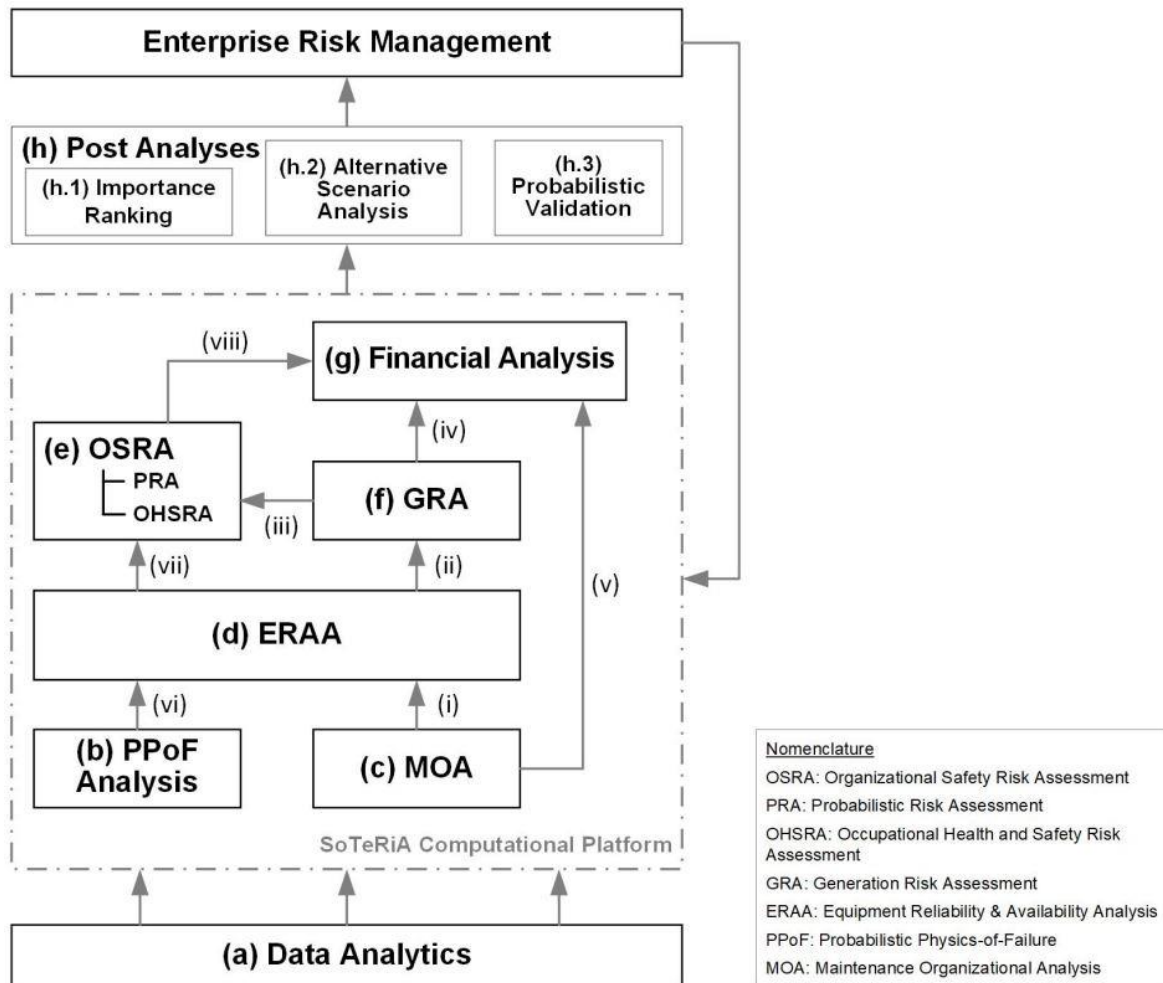 Enterprise Risk Management
(h) Post Analyses
(h.1) Importance
Ranking
(h.2) Alternative
Scenario
Analysis
(h.3)
Probabilistic
Validation
(viii)
(g) Financial Analysis
(iv)
(e) OSRA
PRA
OHSRA
(f) GRA
(iii)
(vii)
(ii)
(v)
(d) ERAA
(vi)
(i)
(b) PPoF
Analysis
(c) MOA
SoTeRiA Computational Platform
(a) Data Analytics
Nomenclature
OSRA: Organizational Safety Risk Assessment
PRA: Probabilistic Risk Assessment
OHSRA: Occupational Health and Safety Risk
Assessment
GRA: Generation Risk Assessment
ERAA: Equipment Reliability & Availability Analysis
PPoF: Probabilistic Physics-of-Failure
MOA: Maintenance Organizational Analysis